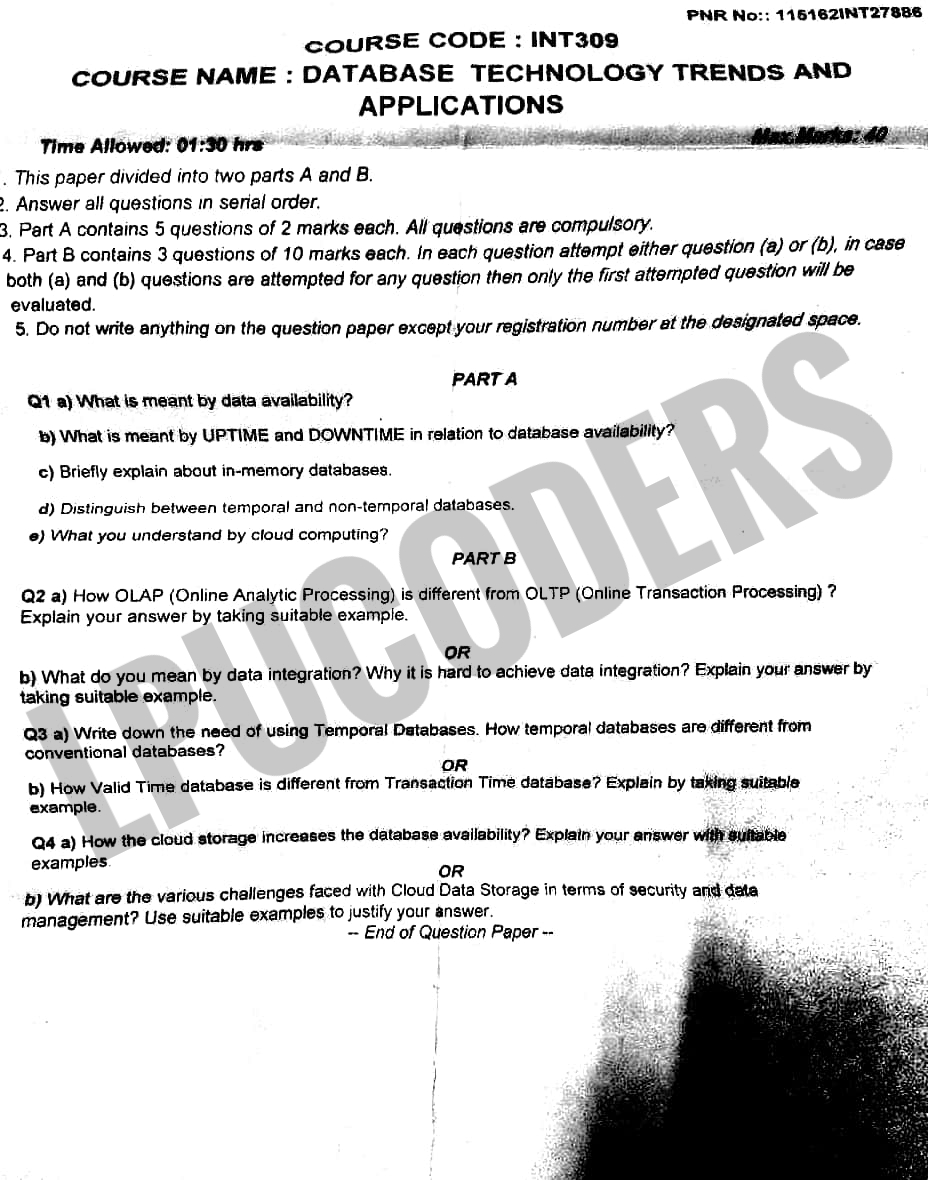 PNR No:: 115162INT27886
COURSE CODE : INT309
COURSE NAME : DATABASE TECHNOLOGY TRENDS AND
APPLICATIONS
Time Allowed: 01:30 hrs Max.Marks: 40
. This paper divided into two parts A and B.
2. Answer all questions in serial order.
3. Part A contains 5 questions of 2 marks each. All questions are compulsory.
4. Part B contains 3 questions of 10 marks each. In each question attempt either question (a) or (b), in case
both (a) and (b) questions are attempted for any question then only the first attempted question will be
evaluated.
5. Do not write anything on the question paper except your registration number at the designated space.
PART A
Q1 a) What is meant by data availability?
b) What is meant by UPTIME and DOWNTIME in relation to database availability?
c) Briefly explain about in-memory databases.
d) Distinguish between temporal and non-temporal databases.
e) What you understand by cloud computing?
PART B
Q2 a) How OLAP (Online Analytic Processing) is different from OLTP (Online Transaction Processing) ?
Explain your answer by taking suitable example.
OR
b) What do you mean by data integration? Why it is hard to achieve data integration? Explain your answer by
taking suitable example.
Q3 a) Write down the need of using Temporal Databases. How temporal databases are different from
conventional databases?
OR
b) How Valid Time database is different from Transaction Time database? Explain by taking suitable
example.
Q4 a) How the cloud storage increases the database availability? Explain your answer with suitable
examples.
OR
b) What are the various challenges faced with Cloud Data Storage in terms of security and data
management? Use suitable examples to justify your answer.
-- End of Question Paper --
LPUCODERS